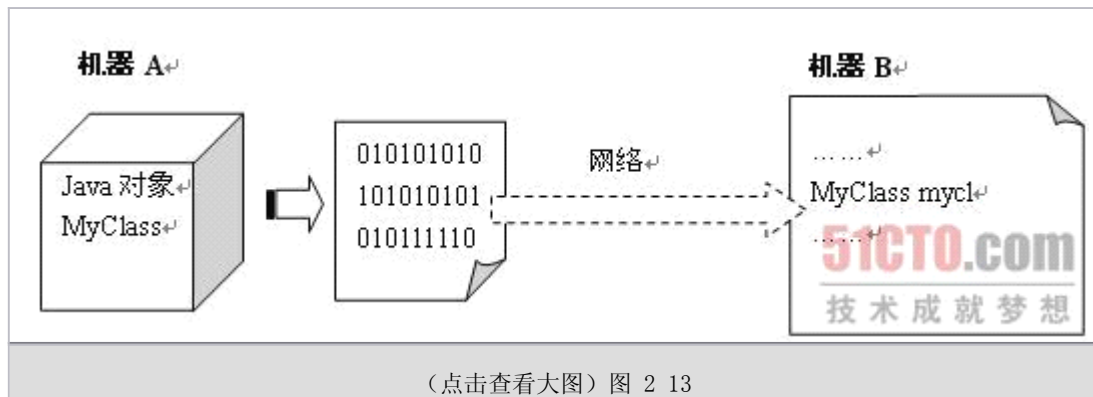 机器 A↵
机器 B↵
Java 对象↵
MyClass↵
010101010
101010101
010111110
网络↵
……↵
MyClass mycl↵
……↵
51CTO.com
技术成就梦想
（点击查看大图）图 2 13